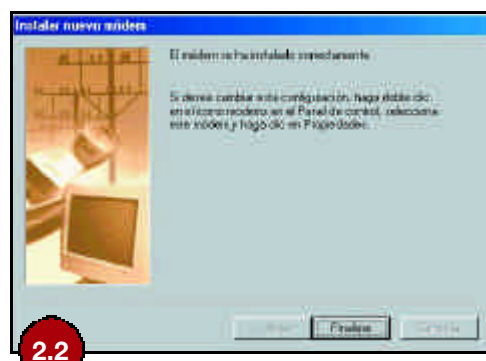 Instalar nuevo módem
El módem se ha instalado correctamente.
Si desea cambiar esta configuración, haga doble clic
en el icono módems en el Panel de control, seleccione
este módem y haga clic en Propiedades.
Finalizar
Cancelar
2.2